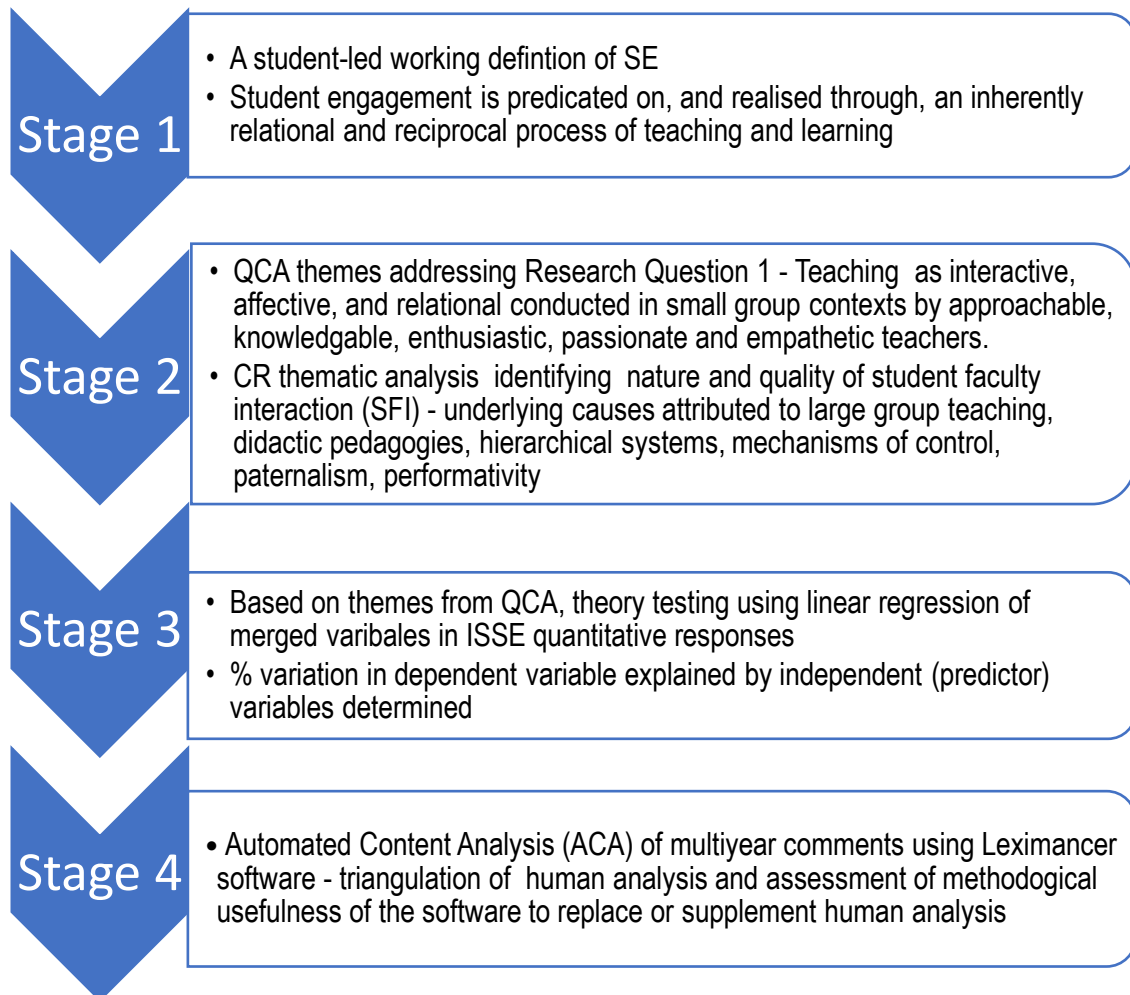 Stage 1
• A student-led working defintion of SE
• Student engagement is predicated on, and realised through, an inherently
relational and reciprocal process of teaching and learning
Stage 2
• QCA themes addressing Research Question 1 - Teaching as interactive,
affective, and relational conducted in small group contexts by approachable,
knowledgable, enthusiastic, passionate and empathetic teachers.
• CR thematic analysis identifying nature and quality of student faculty
interaction (SFI) - underlying causes attributed to large group teaching,
didactic pedagogies, hierarchical systems, mechanisms of control,
paternalism, performativity
Stage 3
• Based on themes from QCA, theory testing using linear regression of
merged varibales in ISSE quantitative responses
• % variation in dependent variable explained by independent (predictor)
variables determined
Stage 4
• Automated Content Analysis (ACA) of multiyear comments using Leximancer
software - triangulation of human analysis and assessment of methodogical
usefulness of the software to replace or supplement human analysis